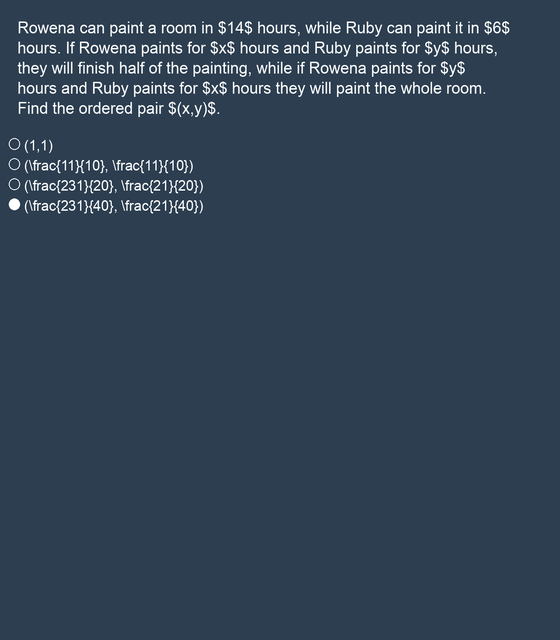 Rowena can paint a room in $14$ hours, while Ruby can paint it in $6$
hours. If Rowena paints for $x$ hours and Ruby paints for $y$ hours,
they will finish half of the painting, while if Rowena paints for $y$
hours and Ruby paints for $x$ hours they will paint the whole room.
Find the ordered pair $(x,y)$.
(1,1)
(\frac{11}{10}, \frac{11}{10})
(\frac{231}{20}, \frac{21}{20})
(\frac{231}{40}, \frac{21}{40})